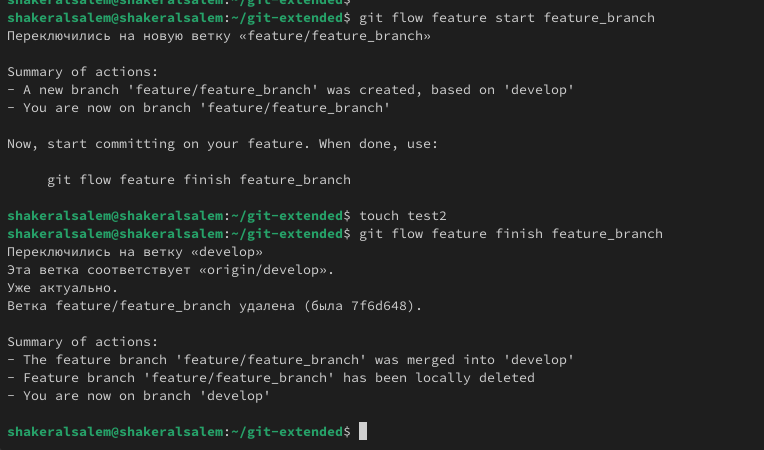 shakeralsalem@shakeralsalem:~/git-extended$
shakeralsalem@shakeralsalem:~/git-extended$ git flow feature start feature_branch
Переключились на новую ветку «feature/feature_branch»
Summary of actions:
- A new branch 'feature/feature_branch' was created, based on 'develop'
- You are now on branch 'feature/feature_branch'
Now, start committing on your feature. When done, use:
git flow feature finish feature_branch
shakeralsalem@shakeralsalem:~/git-extended$ touch test2
shakeralsalem@shakeralsalem:~/git-extended$ git flow feature finish feature_branch
Переключились на ветку «develop»
Эта ветка соответствует «origin/develop».
Уже актуально.
Ветка feature/feature_branch удалена (была 7f6d648).
Summary of actions:
- The feature branch 'feature/feature_branch' was merged into 'develop'
- Feature branch 'feature/feature_branch' has been locally deleted
- You are now on branch 'develop'
shakeralsalem@shakeralsalem:~/git-extended$